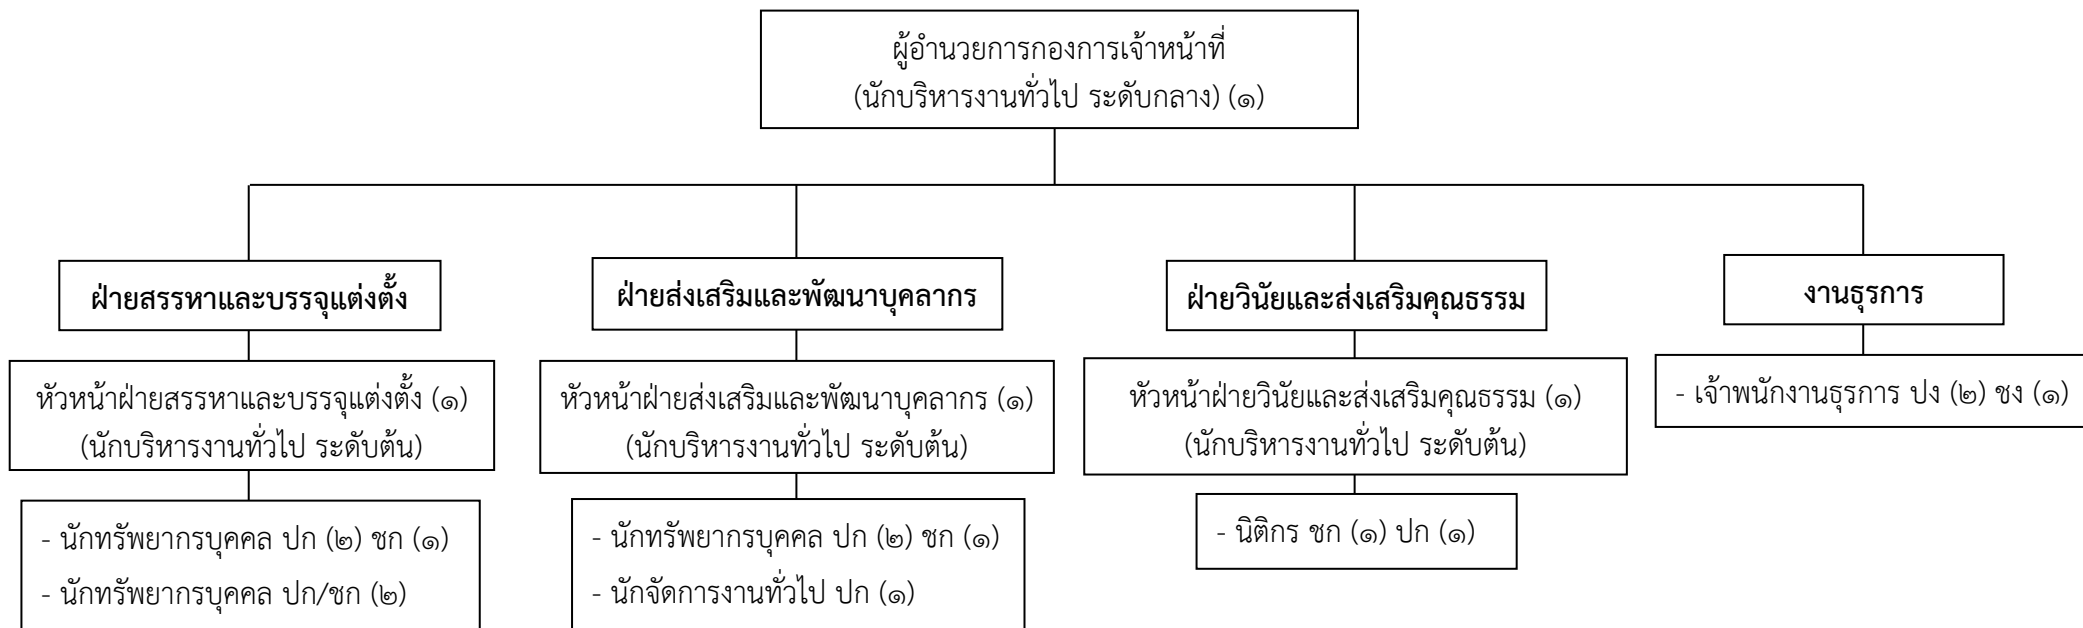 ผู้อำนวยการกองการเจ้าหน้าที่
(นักบริหารงานทั่วไป ระดับกลาง) (๑)
ฝ่ายสรรหาและบรรจุแต่งตั้ง
หัวหน้าฝ่ายสรรหาและบรรจุแต่งตั้ง (๑)
(นักบริหารงานทั่วไป ระดับต้น)
- นักทรัพยากรบุคคล ปก (๒) ชก (๑)
- นักทรัพยากรบุคคล ปก/ชก (๒)
ฝ่ายส่งเสริมและพัฒนาบุคลากร
หัวหน้าฝ่ายส่งเสริมและพัฒนาบุคลากร (๑)
(นักบริหารงานทั่วไป ระดับต้น)
- นักทรัพยากรบุคคล ปก (๒) ชก (๑)
- นักจัดการงานทั่วไป ปก (๑)
ฝ่ายวินัยและส่งเสริมคุณธรรม
หัวหน้าฝ่ายวินัยและส่งเสริมคุณธรรม (๑)
(นักบริหารงานทั่วไป ระดับต้น)
- นิติกร ชก (๑) ปก (๑)
งานธุรการ
- เจ้าพนักงานธุรการ ปง (๒) ชง (๑)